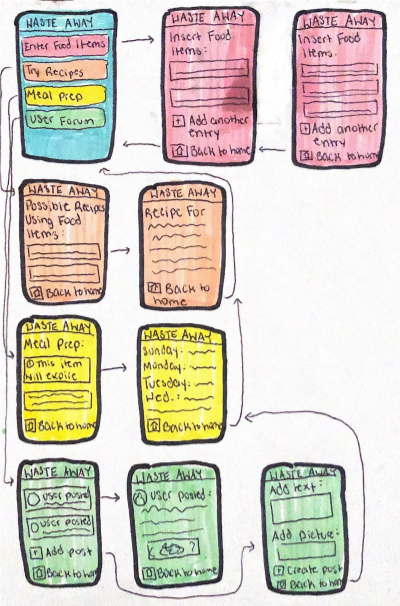 WASTE AWAY
Enter Food items
Try Recipes
Meal Prep
User Forum
WASTE AWAY
Insert Food
items:
+ Add another
entry
Back to home
WASTE AWAY
Insert Food
items:
+ Add another
entry
Back to home
WASTE AWAY
Possible Recipes
Using Food
Items:
Back to home
WASTE AWAY
Recipe For
Back to
home
WASTE AWAY
Meal Prep:
! This item
will expire
Back to home
WASTE AWAY
Sunday:
Monday:
Tuesday:
Wed.:
Back to home
WASTE AWAY
User posted
User posted
+ Add post
Back to home
WASTE AWAY
User posted:
?
Back to home
WASTE AWAY
Add text:
Add picture:
+ Create post
Back to home